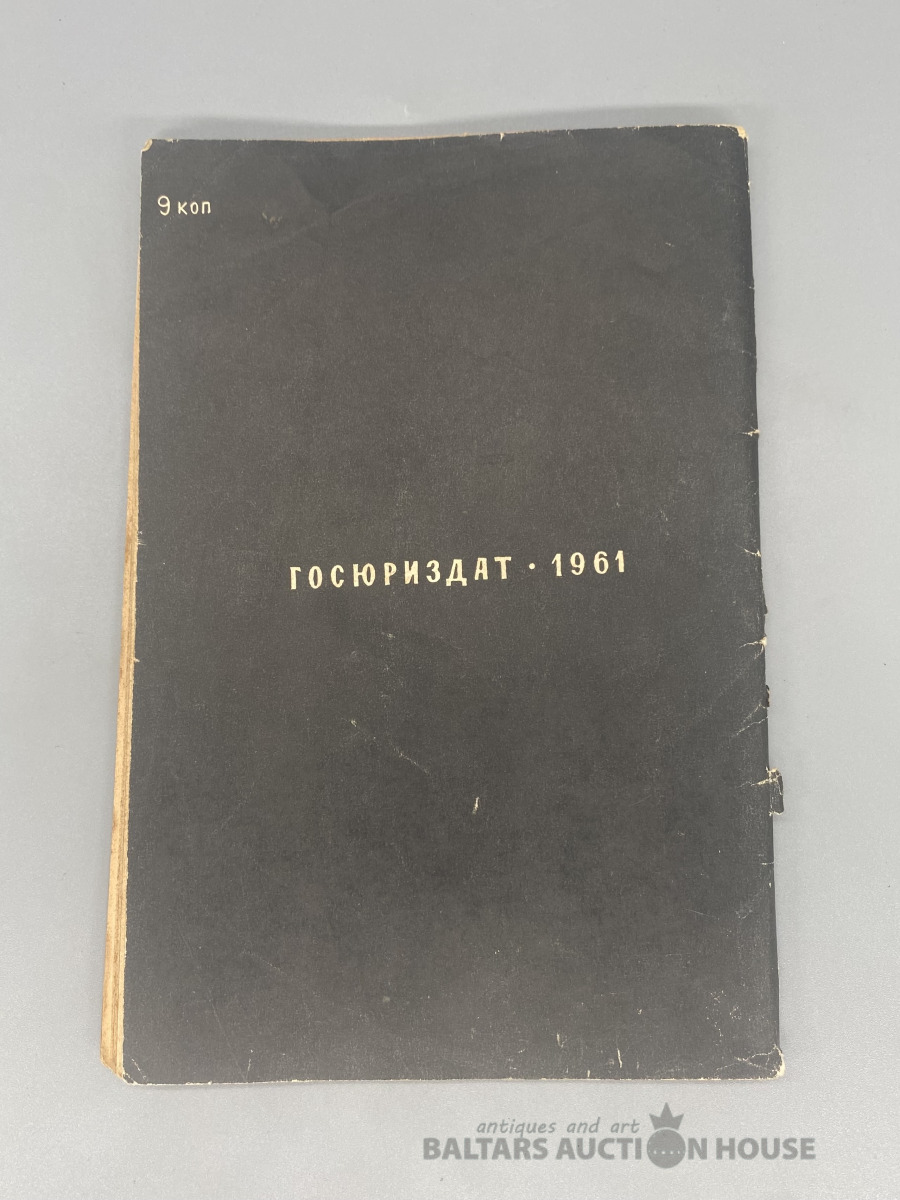 9 коп
ГОСЮРИЗДАТ · 1961
antiques and art
BALTARS AUCTION HOUSE